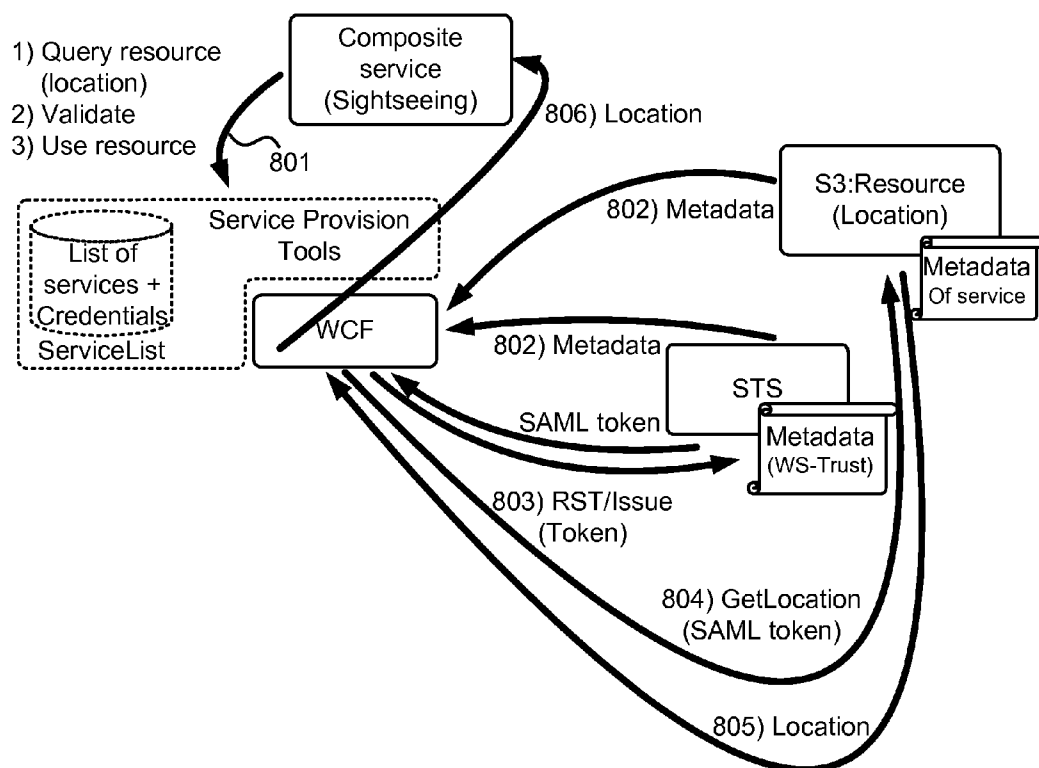 1) Query resource
(location)
2) Validate
3) Use resource
801
Composite
service
(Sightseeing)
806) Location
S3:Resource
(Location)
Metadata
Of service
802) Metadata
Service Provision
Tools
List of
services +
Credentials
ServiceList
WCF
802) Metadata
STS
Metadata
(WS-Trust)
SAML token
803) RST/Issue
(Token)
804) GetLocation
(SAML token)
805) Location